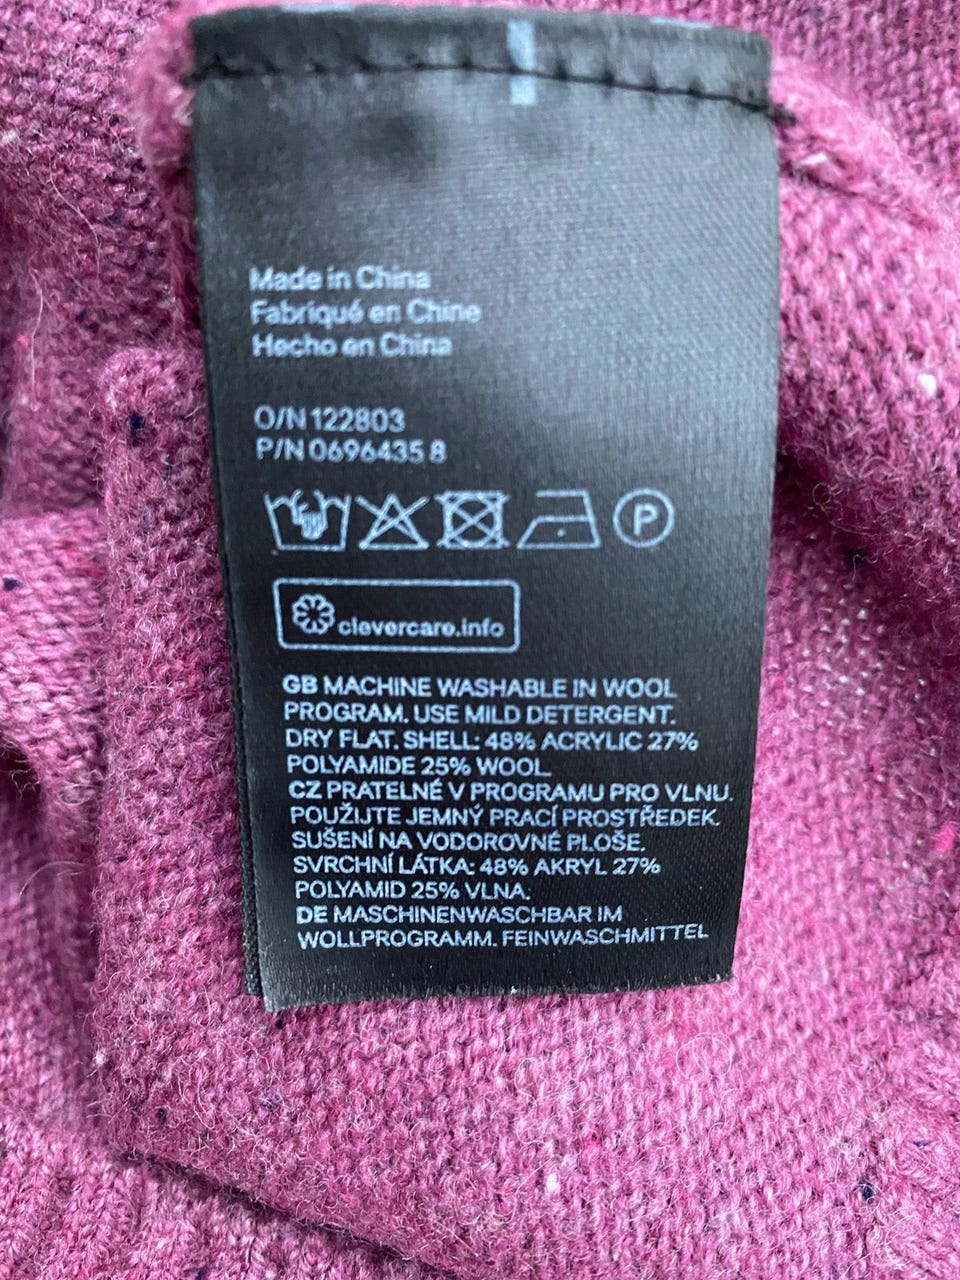 Made in China
Fabriqué en Chine
Hecho en China
O/N 122803
P/N 0696435 8
P
clevercare.info
GB MACHINE WASHABLE IN WOOL
PROGRAM. USE MILD DETERGENT.
DRY FLAT. SHELL: 48% ACRYLIC 27%
POLYAMIDE 25% WOOL
CZ PRATELNÉ V PROGRAMU PRO VLNU.
POUŽIJTE JEMNÝ PRACÍ PROSTŘEDEK.
SUŠENÍ NA VODOROVNÉ PLOŠE.
SVRCHNÍ LÁTKA: 48% AKRYL 27%
POLYAMID 25% VLNA.
DE MASCHINENWASCHBAR IM
WOLLPROGRAMM. FEINWASCHMITTEL